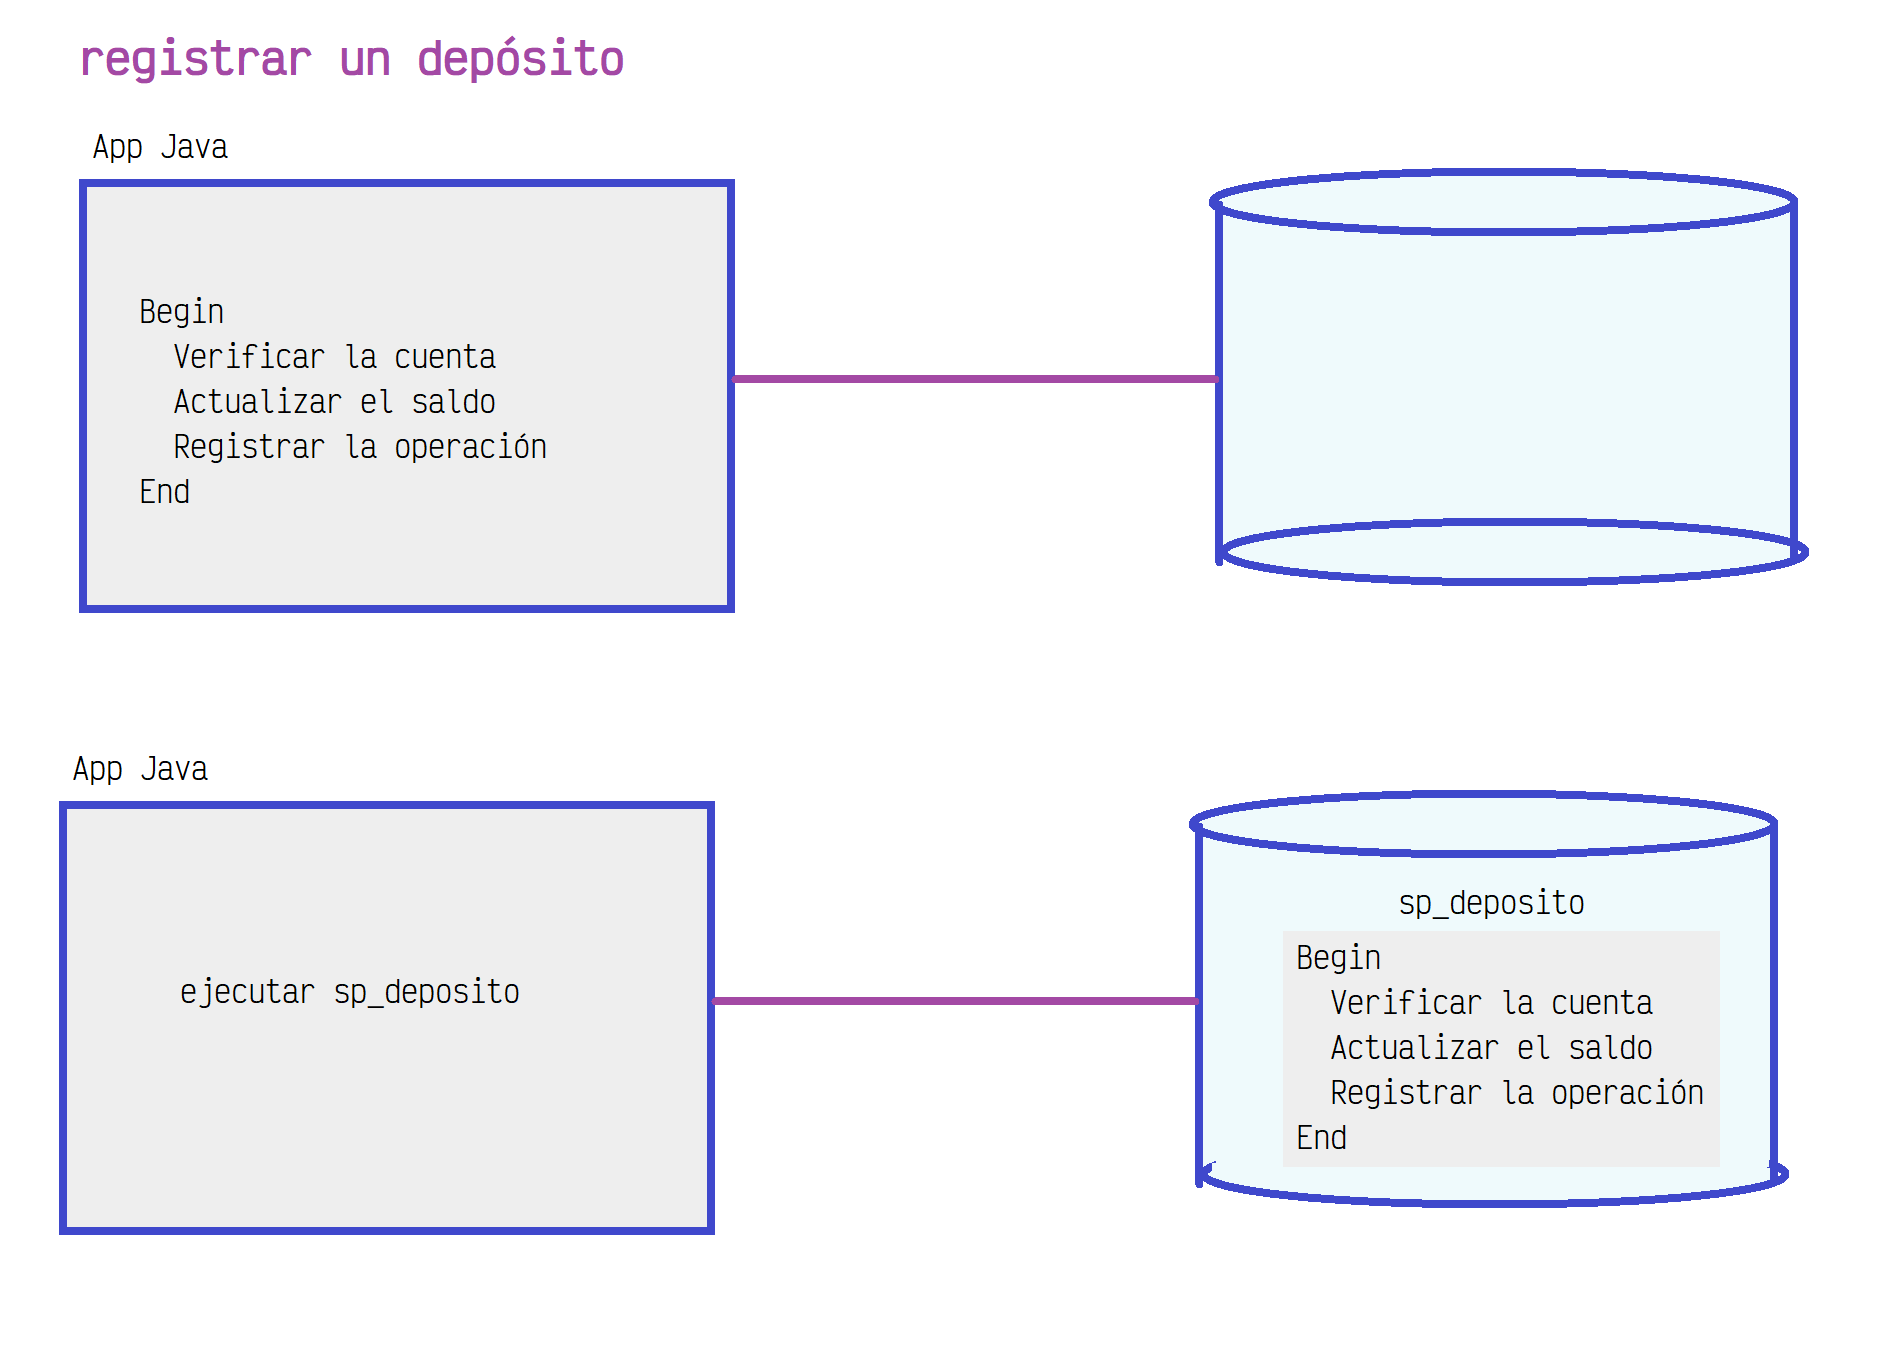 registrar un depósito
App Java
Begin
Verificar la cuenta
Actualizar el saldo
Registrar la operación
End
App Java
ejecutar sp_deposito
sp_deposito
Begin
Verificar la cuenta
Actualizar el saldo
Registrar la operación
End